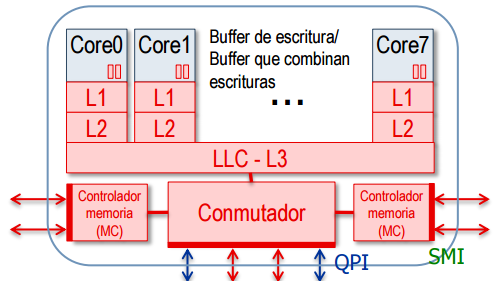 Core0
Core1
Buffer de escritura/
Buffer que combinan
escrituras
...
Core7
L1
L1
L1
L2
L2
L2
LLC - L3
Controlador
memoria
(MC)
Conmutador
Controlador
memoria
(MC)
QPI
SMI